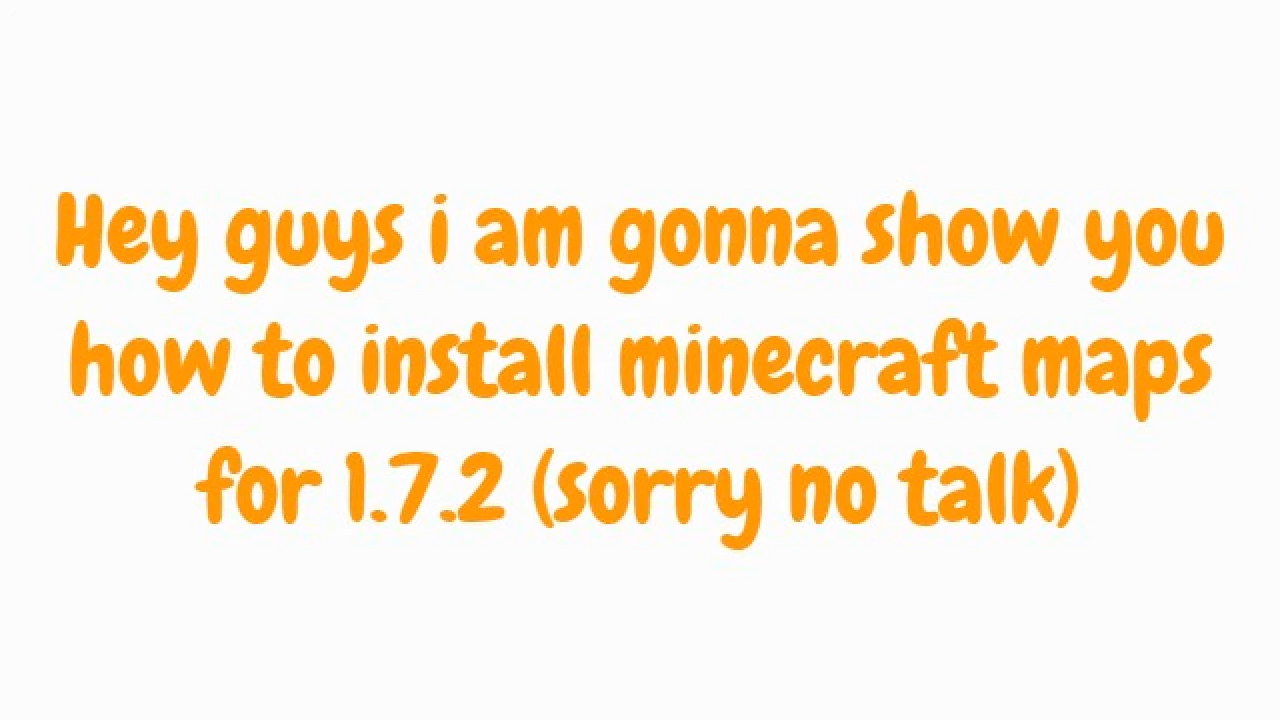 Hey guys i am gonna show you
how to install minecraft maps
for 1.7.2 (sorry no talk)